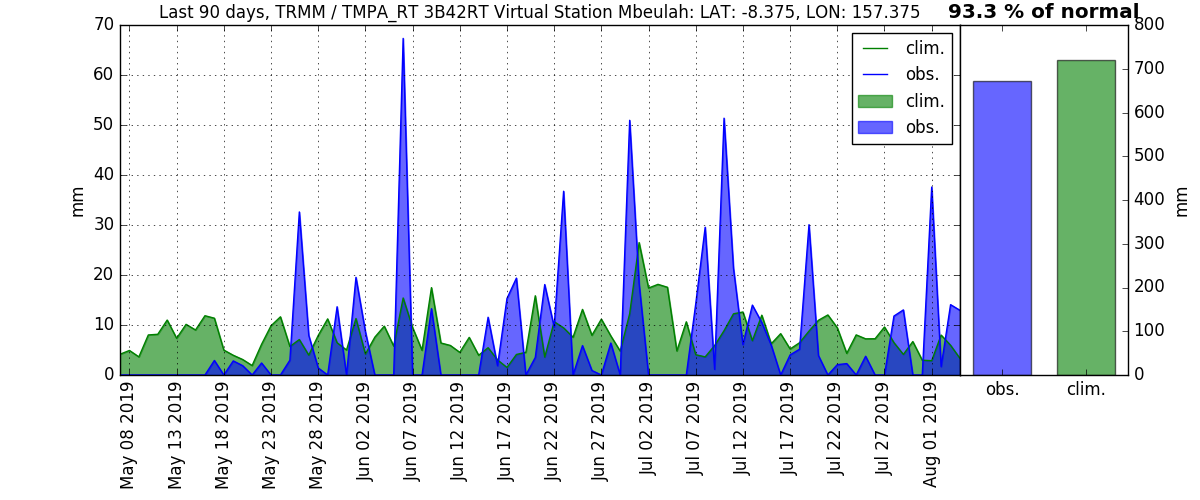 Last 90 days, TRMM / TMPA_RT 3B42RT Virtual Station Mbeulah: LAT: -8.375, LON: 157.375
93.3 % of normal
70
60
50
40
30
20
10
0
mm
clim.
obs.
clim.
obs.
800
700
600
500
400
300
200
100
0
mm
May 08 2019
May 13 2019
May 18 2019
May 23 2019
May 28 2019
Jun 02 2019
Jun 07 2019
Jun 12 2019
Jun 17 2019
Jun 22 2019
Jun 27 2019
Jul 02 2019
Jul 07 2019
Jul 12 2019
Jul 17 2019
Jul 22 2019
Jul 27 2019
Aug 01 2019
obs.
clim.